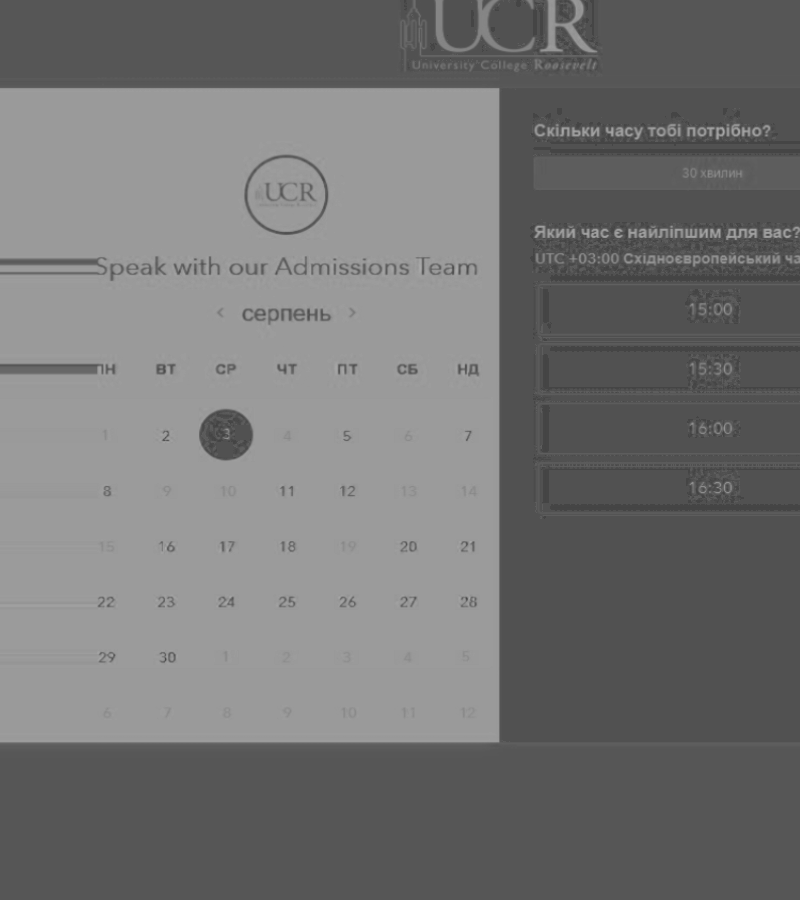 UCR
University College Roosevelt
UCR
Speak with our Admissions Team
< серпень >
ПН ВТ СР ЧТ ПТ СБ НД
1 2 3 4 5 6 7
8 9 10 11 12 13 14
15 16 17 18 19 20 21
22 23 24 25 26 27 28
29 30 1 2 3 4 5
6 7 8 9 10 11 12
Скільки часу тобі потрібно?
30 хвилин
Який час є найліпшим для вас?
UTC +03:00 Східноєвропейський ча
15:00
15:30
16:00
16:30